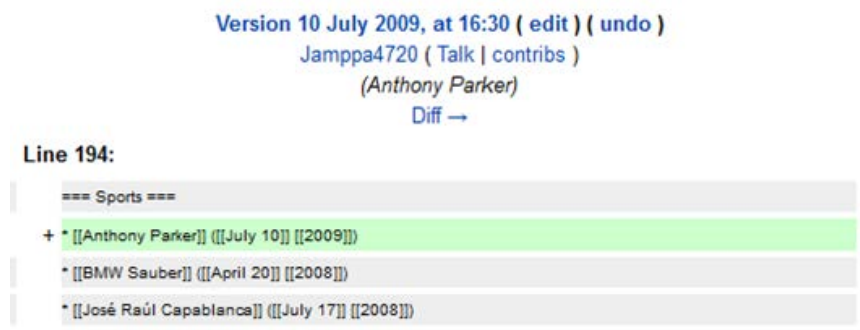 Version 10 July 2009, at 16:30 ( edit ) ( undo )
Jamppa4720 ( Talk | contribs )
(Anthony Parker)
Diff →
Line 194:
=== Sports ===
+ * [[Anthony Parker]] ([[July 10]] [[2009]])
* [[BMW Sauber]] ([[April 20]] [[2008]])
* [[José Raúl Capablanca]] ([[July 17]] [[2008]])